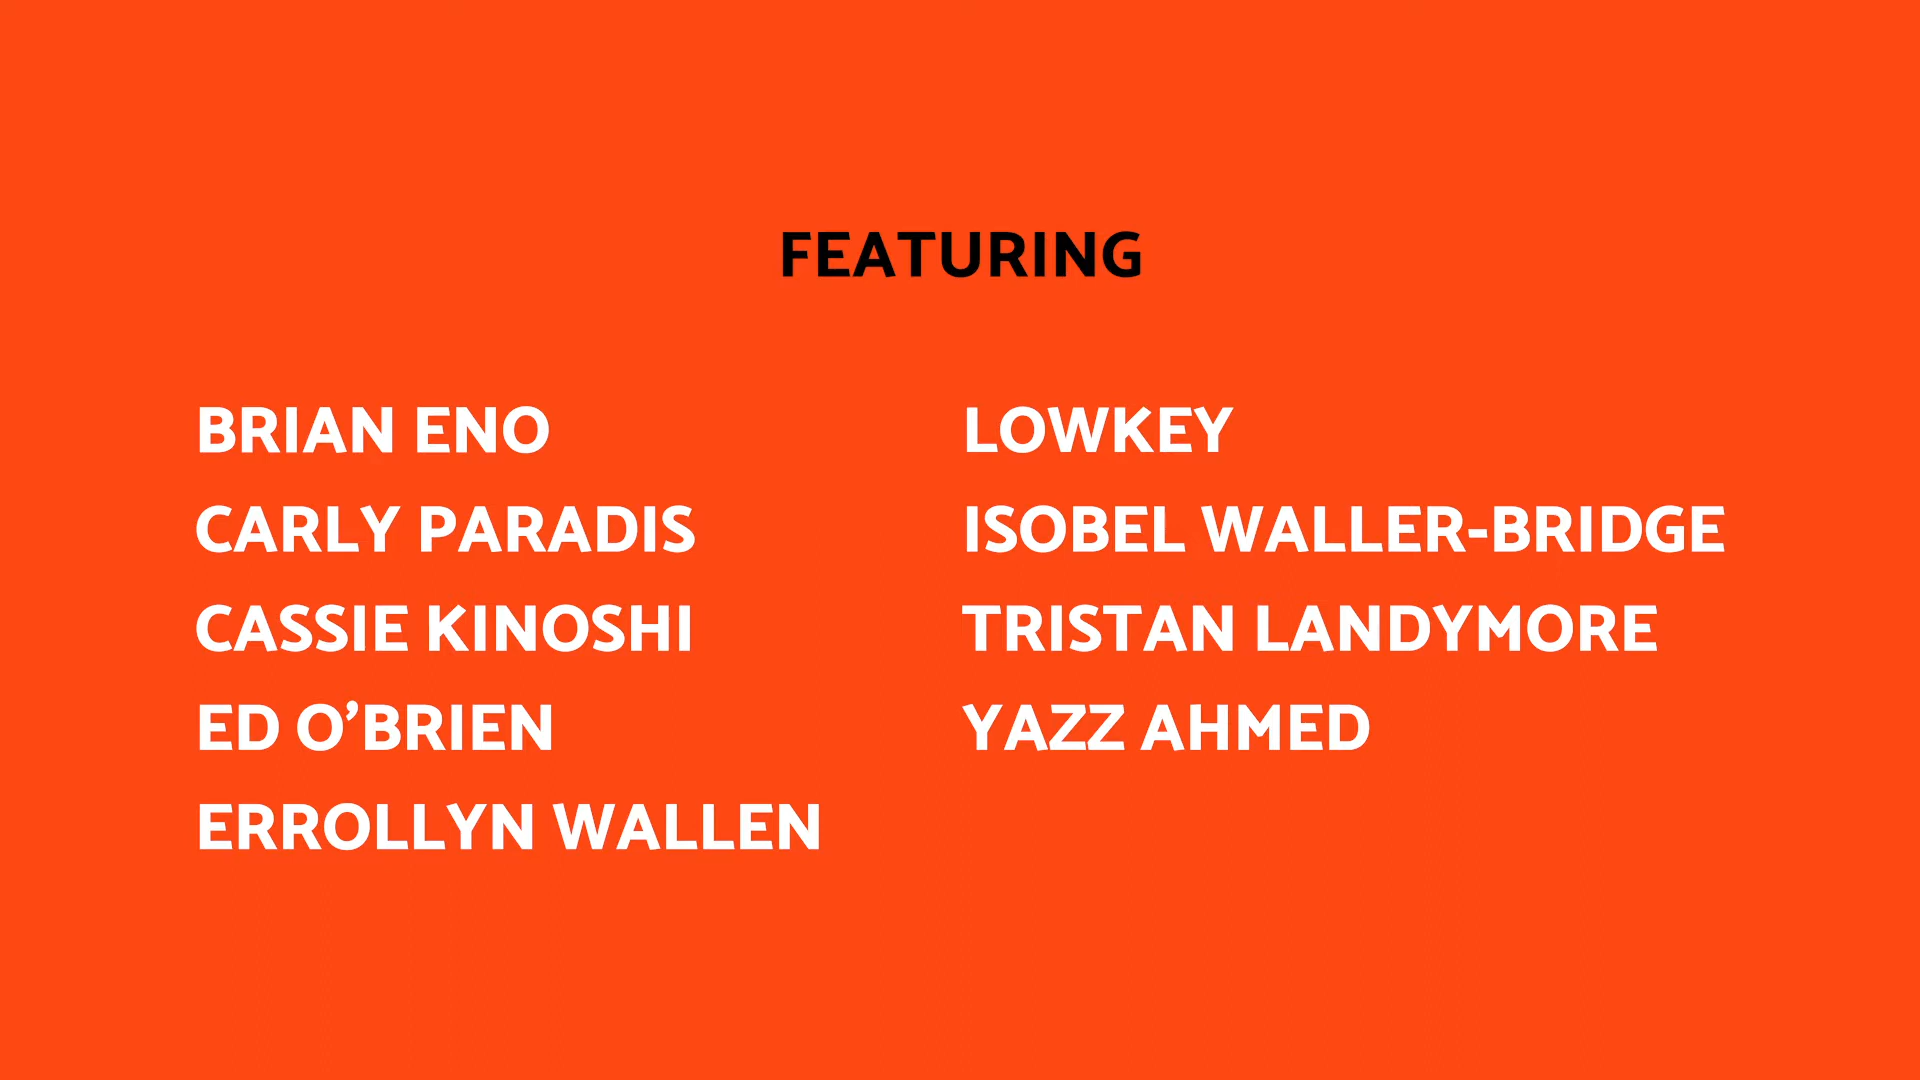 FEATURING
BRIAN ENO
CARLY PARADIS
CASSIE KINOSHI
ED O’BRIEN
ERROLLYN WALLEN
LOWKEY
ISOBEL WALLER-BRIDGE
TRISTAN LANDYMORE
YAZZ AHMED